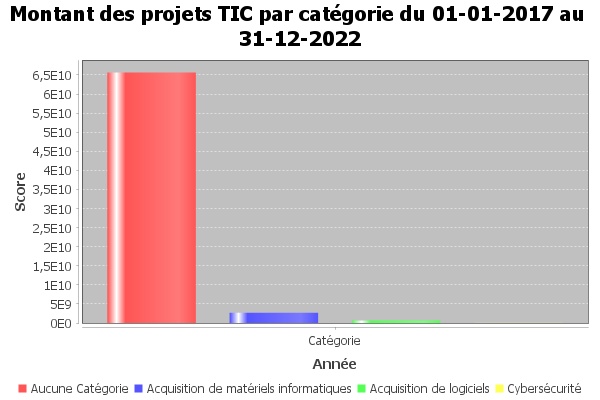 Montant des projets TIC par catégorie du 01-01-2017 au
31-12-2022
6,5E10
6E10
5,5E10
5E10
4,5E10
4E10
3,5E10
3E10
2,5E10
2E10
1,5E10
1E10
5E9
0E0
Score
Catégorie
Année
Aucune Catégorie Acquisition de matériels informatiques Acquisition de logiciels Cybersécurité